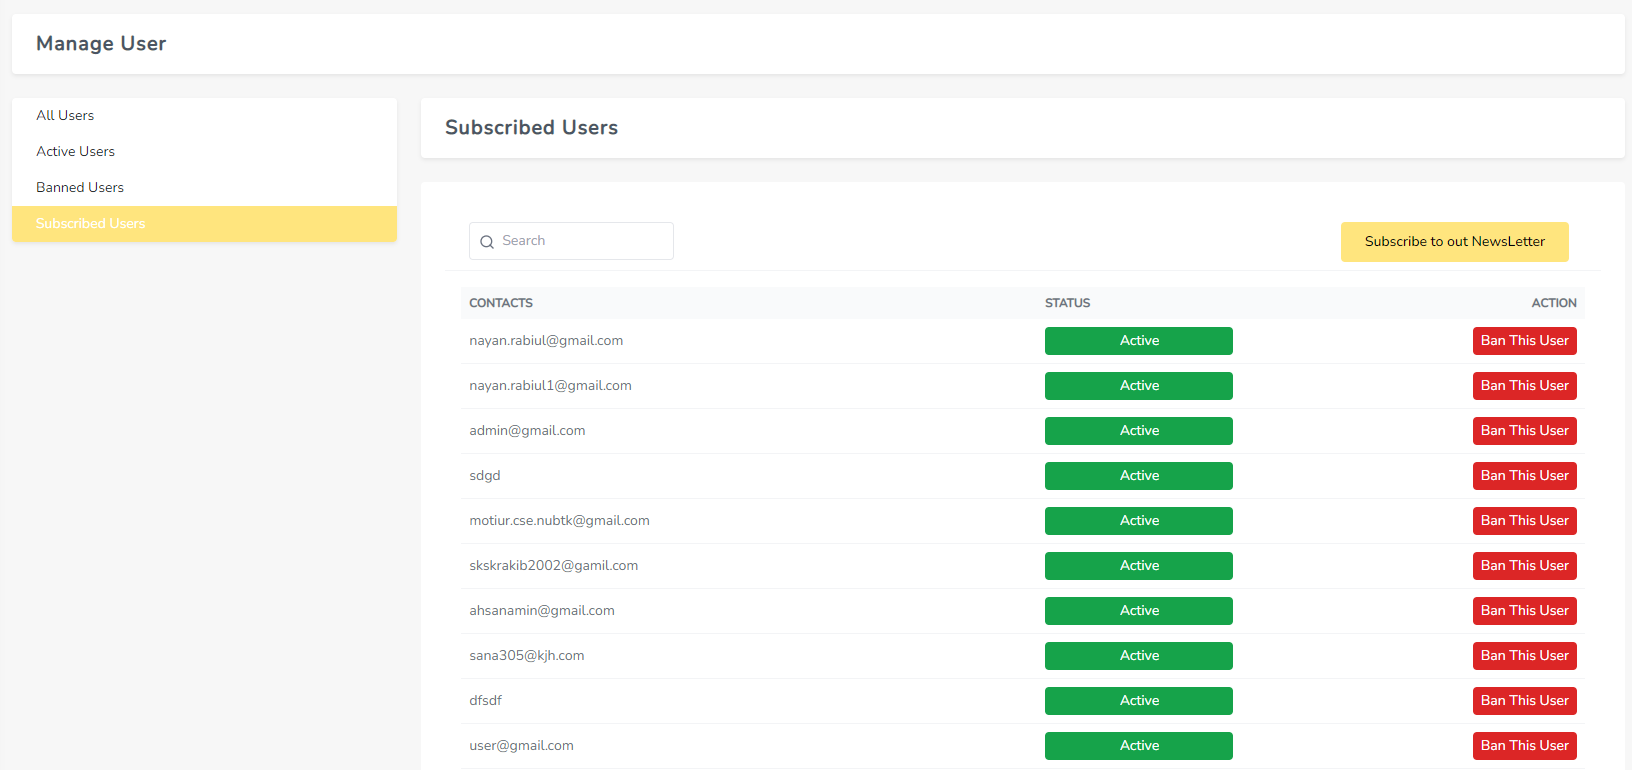 Manage User
All Users
Active Users
Banned Users
Subscribed Users
Subscribed Users
Search
Subscribe to out NewsLetter
CONTACTS STATUS ACTION
nayan.rabiul@gmail.com Active Ban This User
nayan.rabiul1@gmail.com Active Ban This User
admin@gmail.com Active Ban This User
sdgd Active Ban This User
motiur.cse.nubtk@gmail.com Active Ban This User
skskrakib2002@gamil.com Active Ban This User
ahsanamin@gmail.com Active Ban This User
sana305@kjh.com Active Ban This User
dfsdf Active Ban This User
user@gmail.com Active Ban This User